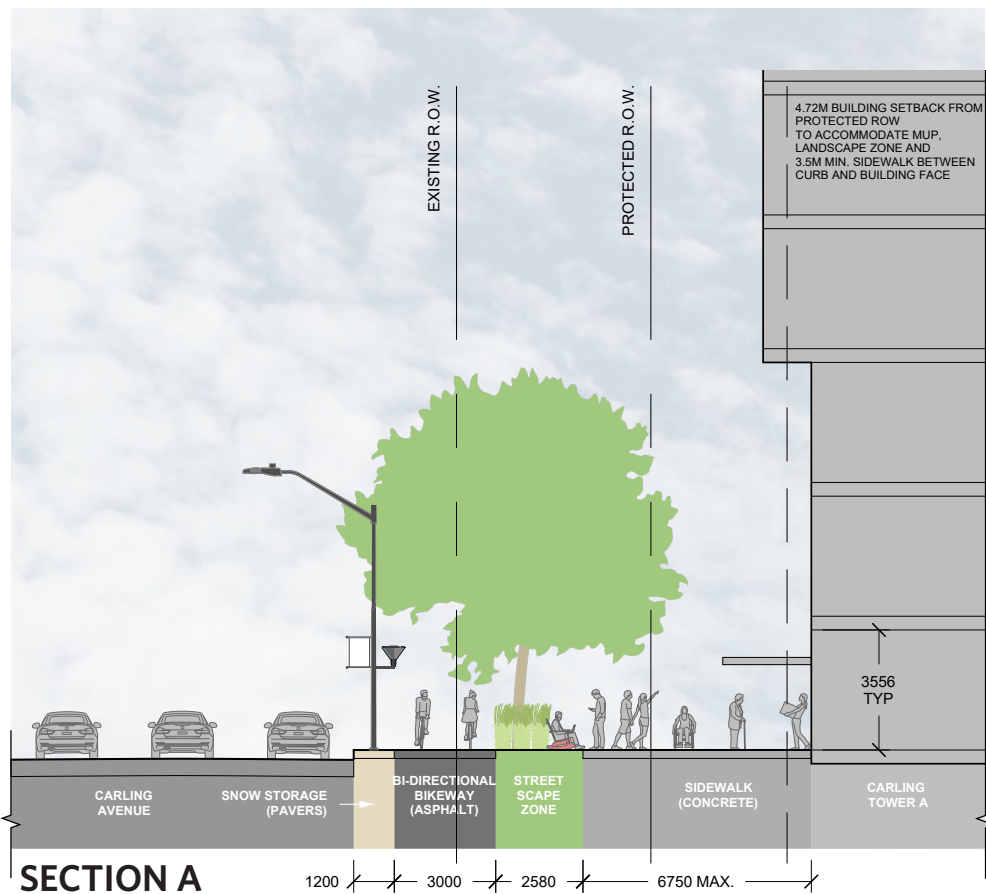 EXISTING R.O.W.
PROTECTED R.O.W.
4.72M BUILDING SETBACK FROM
PROTECTED ROW
TO ACCOMMODATE MUP,
LANDSCAPE ZONE AND
3.5M MIN. SIDEWALK BETWEEN
CURB AND BUILDING FACE
3556
TYP
CARLING
AVENUE
SNOW STORAGE
(PAVERS)
BI-DIRECTIONAL
BIKEWAY
(ASPHALT)
STREET
SCAPE
ZONE
SIDEWALK
(CONCRETE)
CARLING
TOWER A
SECTION A
1200
3000
2580
6750 MAX.